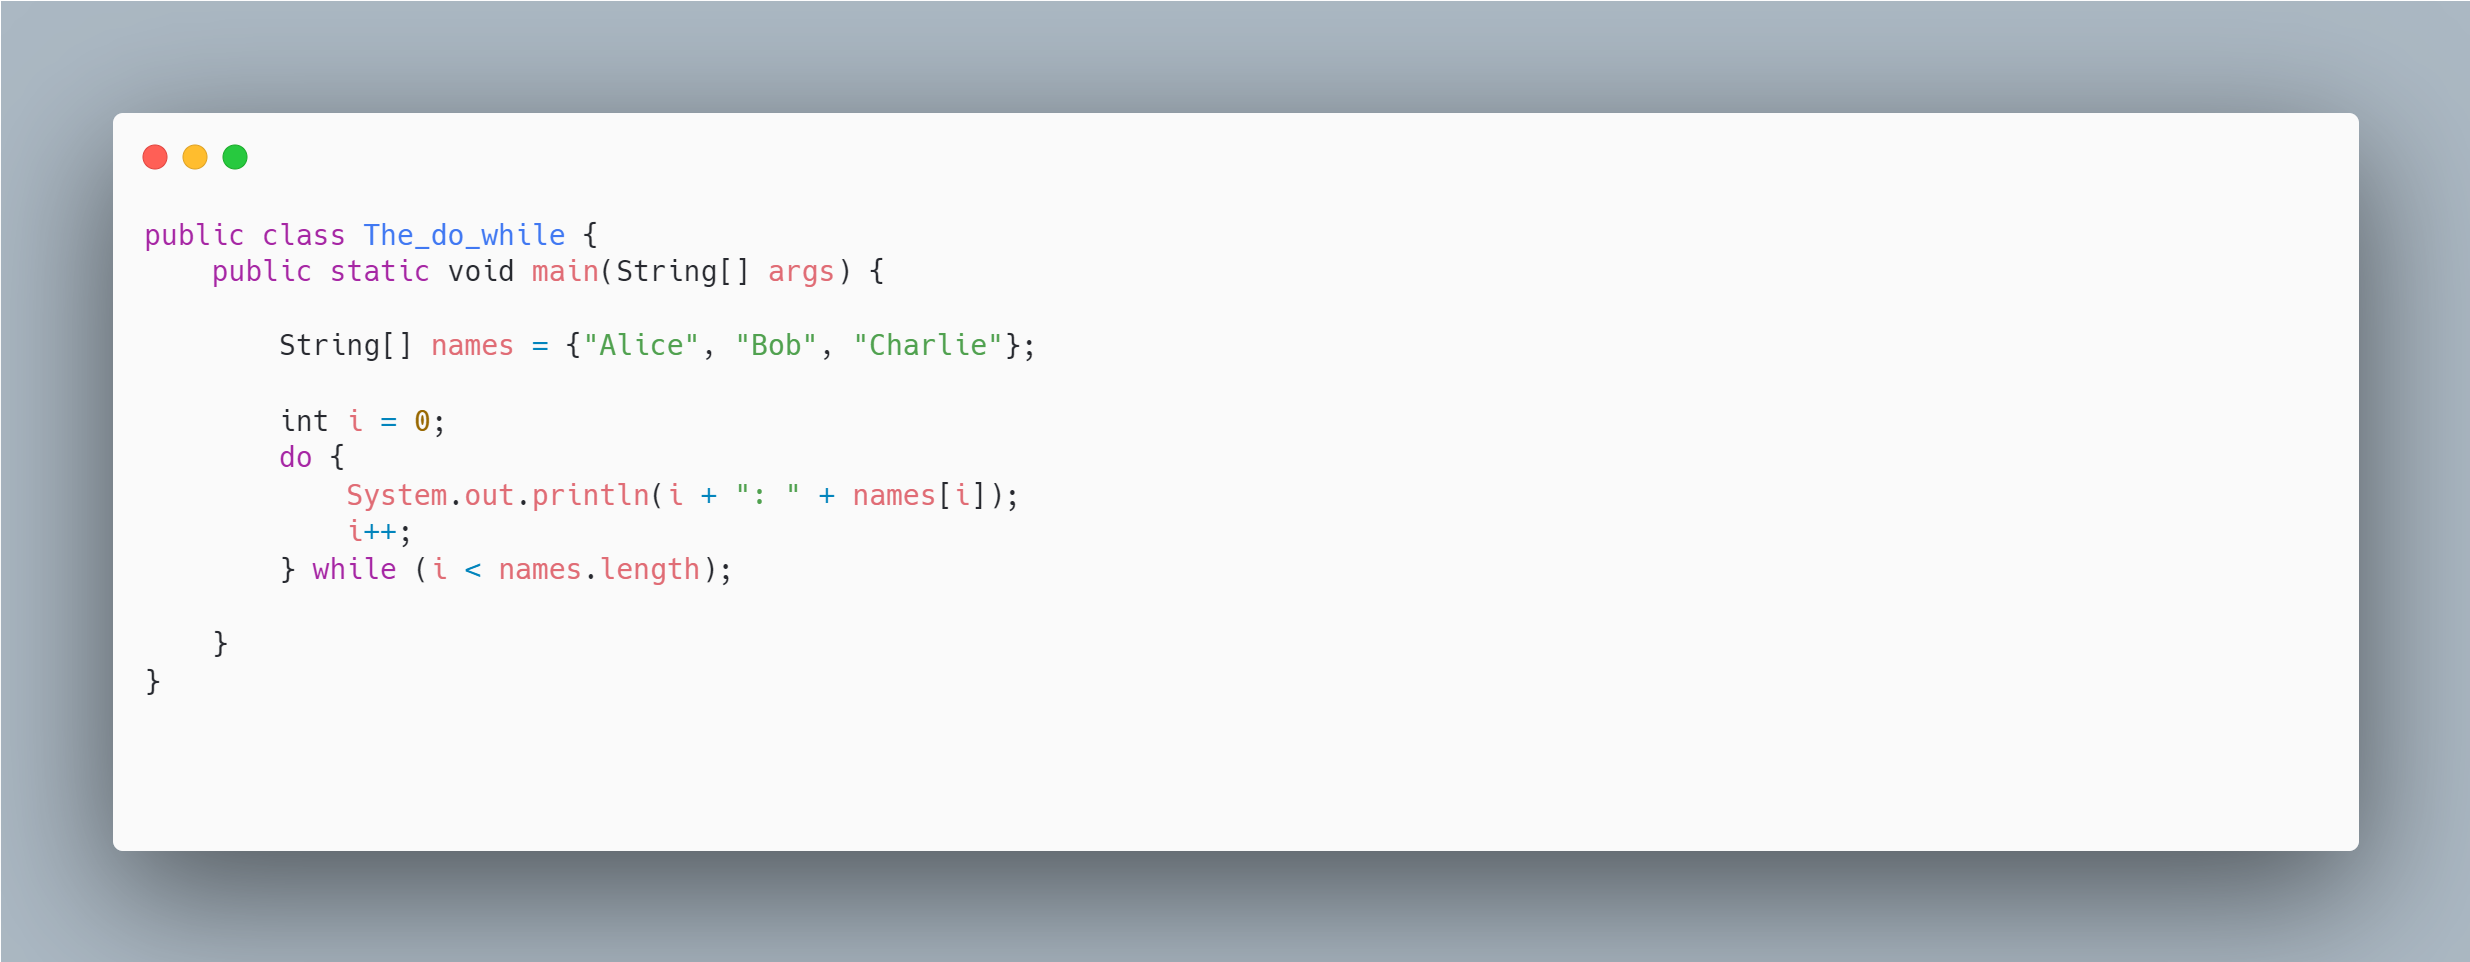 public class The_do_while {
    public static void main(String[] args) {
        String[] names = {"Alice", "Bob", "Charlie"};
        int i = 0;
        do {
            System.out.println(i + ": " + names[i]);
            i++;
        } while (i < names.length);
    }
}